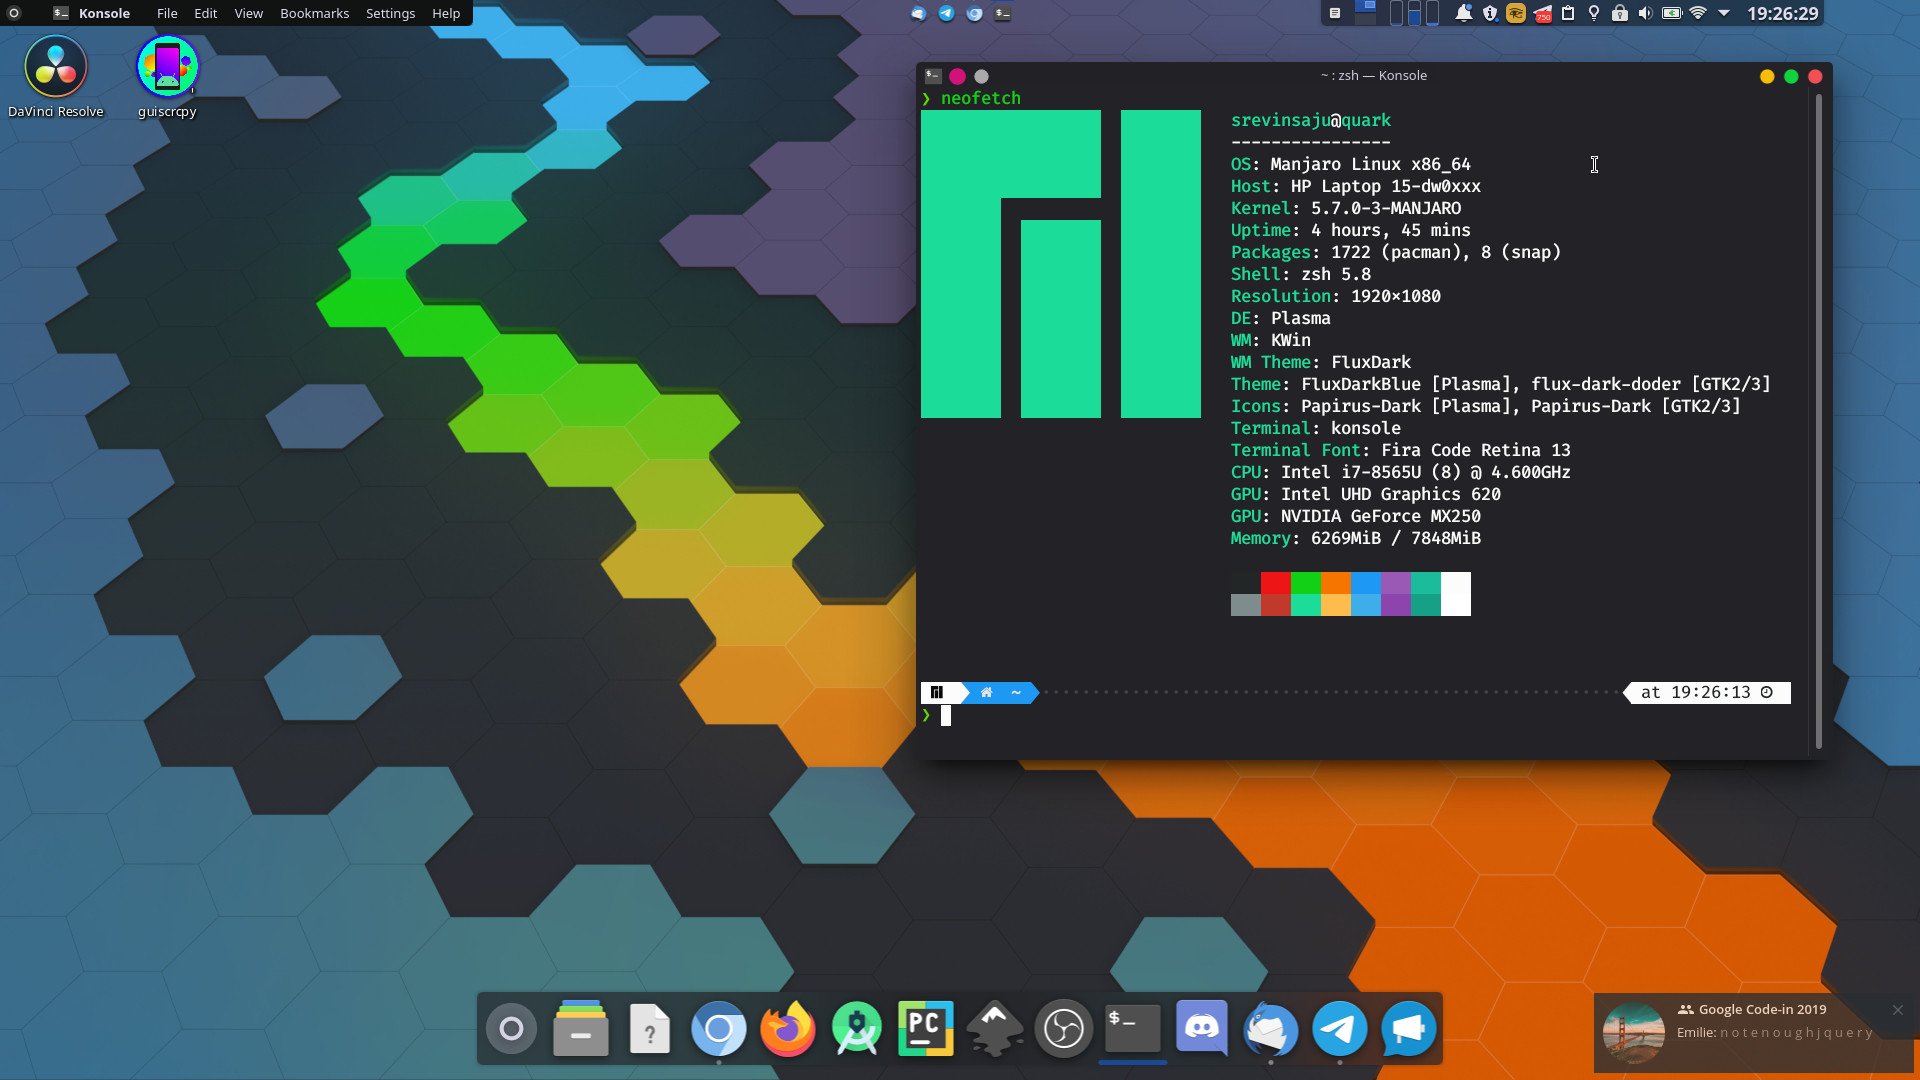 Konsole File Edit View Bookmarks Settings Help
750
19:26:29
DaVinci Resolve
guiscrcpy
~ : zsh — Konsole
❯ neofetch
srevinsaju@quark
----------------
OS: Manjaro Linux x86_64
Host: HP Laptop 15-dw0xxx
Kernel: 5.7.0-3-MANJARO
Uptime: 4 hours, 45 mins
Packages: 1722 (pacman), 8 (snap)
Shell: zsh 5.8
Resolution: 1920×1080
DE: Plasma
WM: KWin
WM Theme: FluxDark
Theme: FluxDarkBlue [Plasma], flux-dark-doder [GTK2/3]
Icons: Papirus-Dark [Plasma], Papirus-Dark [GTK2/3]
Terminal: konsole
Terminal Font: Fira Code Retina 13
CPU: Intel i7-8565U (8) @ 4.600GHz
GPU: Intel UHD Graphics 620
GPU: NVIDIA GeForce MX250
Memory: 6269MiB / 7848MiB
~ at 19:26:13
❯
?
PC
$_
Google Code-in 2019
Emilie: n o t e n o u g h j q u e r y